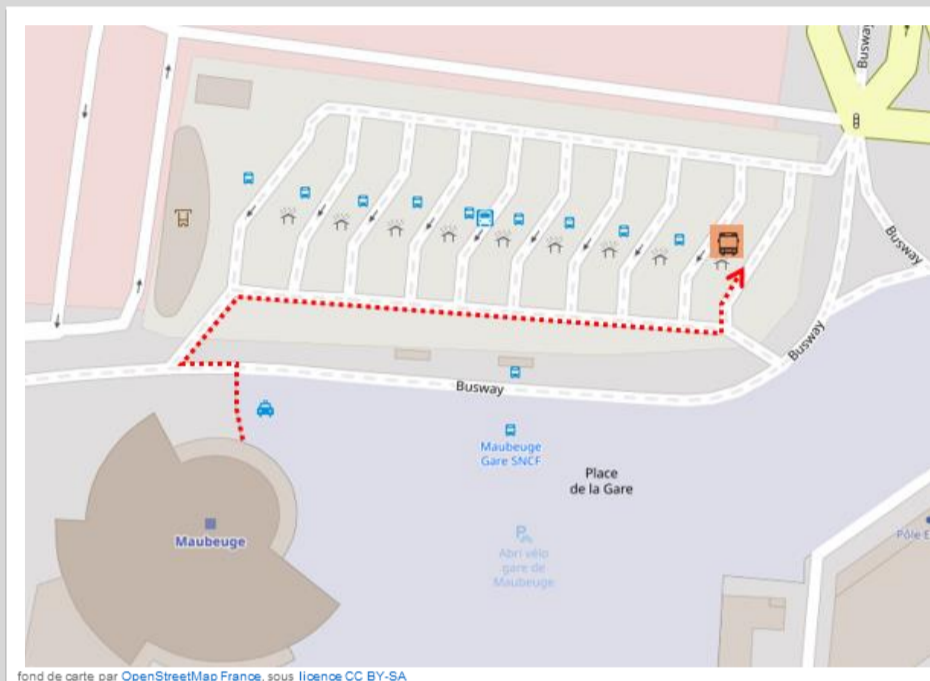 Busway
Busway
Busway
Busway
Maubeuge
Gare SNCF
Place
de la Gare
Maubeuge
Abri vélo
gare de
Maubeuge
Pôle E
fond de carte par OpenStreetMap France, sous licence CC BY-SA